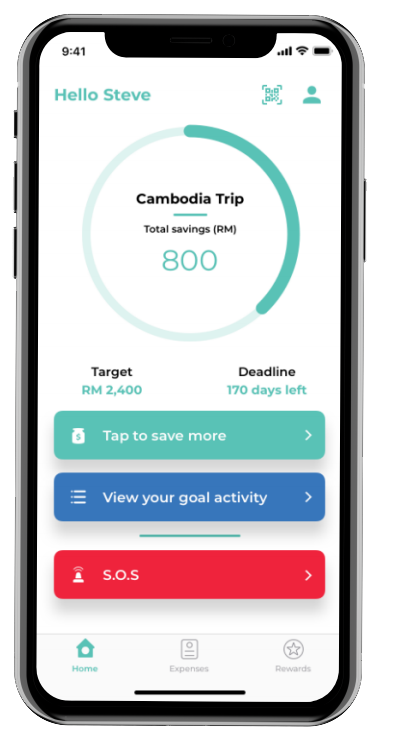 9:41
Hello Steve
Cambodia Trip
Total savings (RM)
800
Target
Deadline
RM 2,400
170 days left
Tap to save more
View your goal activity
S.O.S
Home
Expenses
Rewards